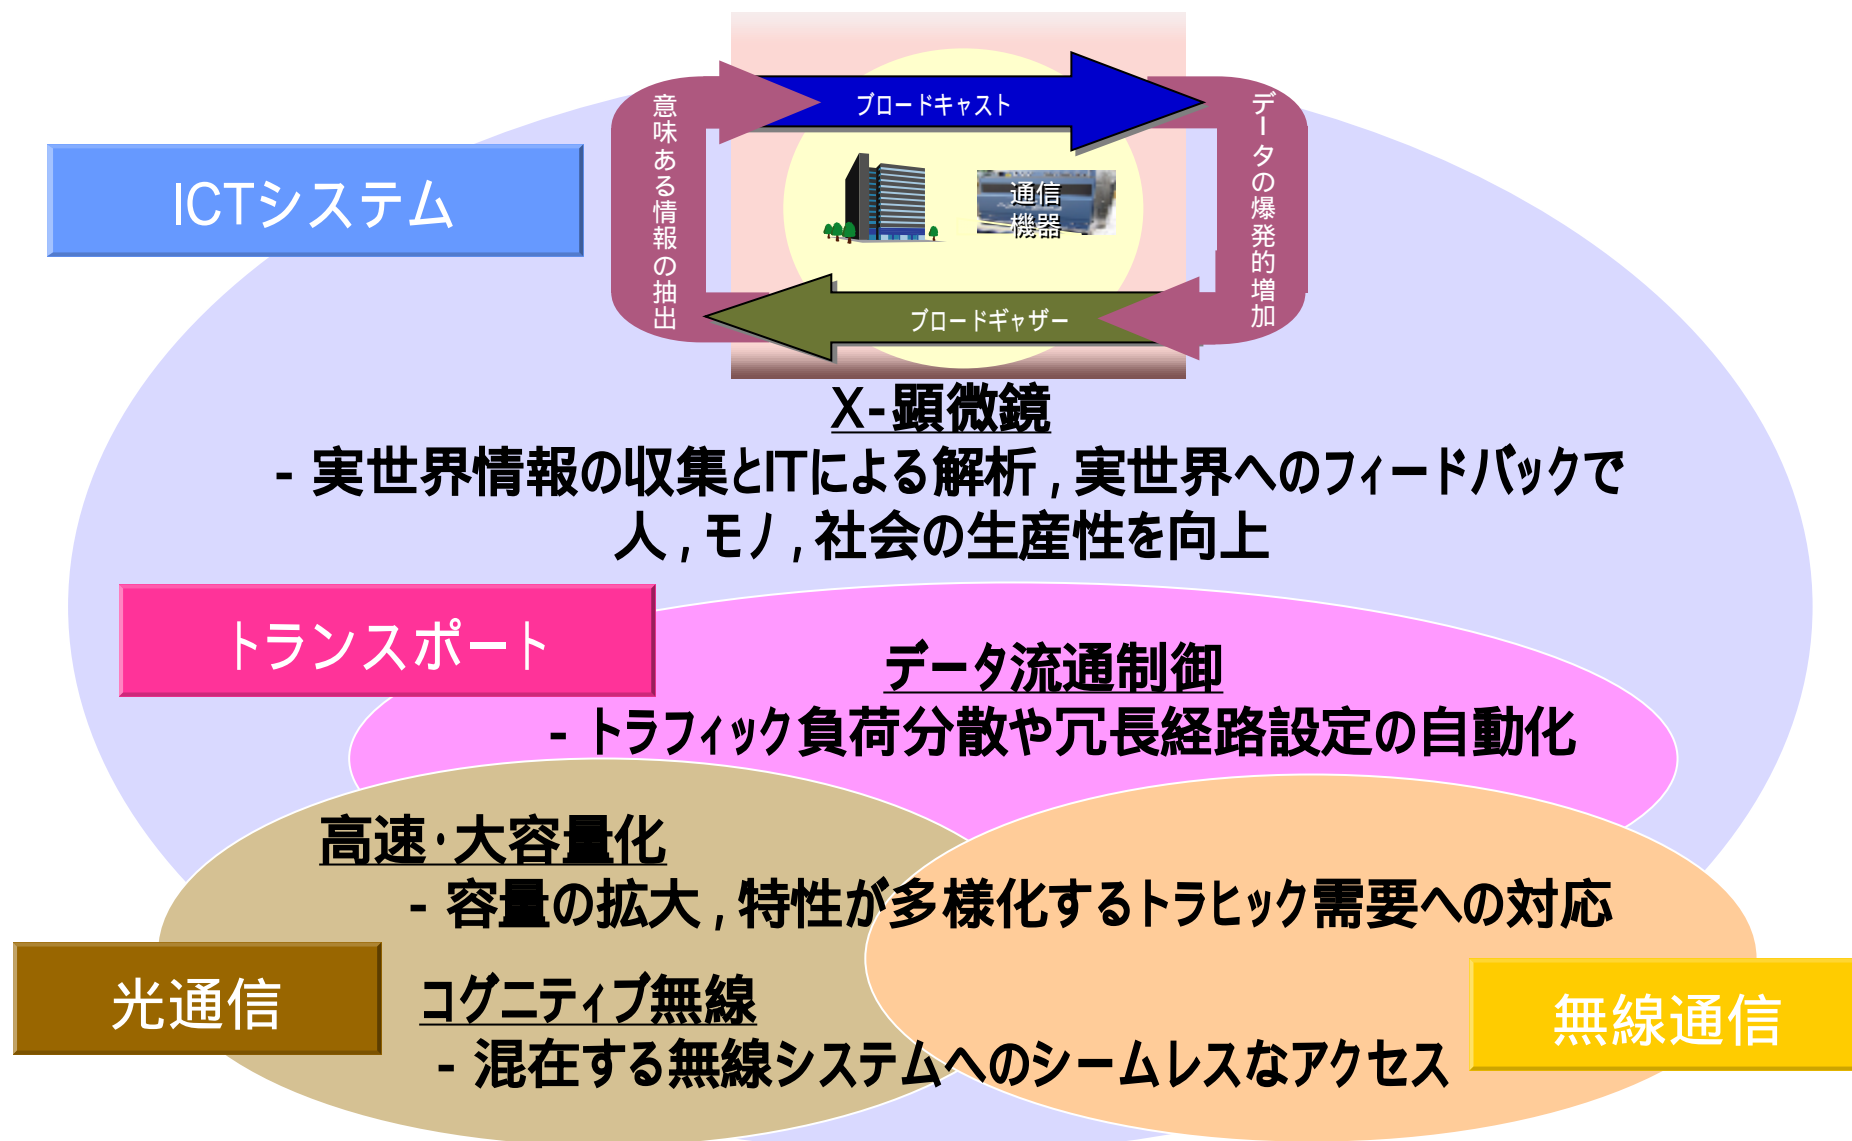 ブロードキャスト
意味ある情報の抽出
データの爆発的増加
通信
機器
ブロードギャザー
ICTシステム
X-顕微鏡
- 実世界情報の収集とITによる解析，実世界へのフィードバックで
人，モノ，社会の生産性を向上
トランスポート
データ流通制御
- トラフィック負荷分散や冗長経路設定の自動化
高速・大容量化
- 容量の拡大，特性が多様化するトラヒック需要への対応
光通信
コグニティブ無線
- 混在する無線システムへのシームレスなアクセス
無線通信